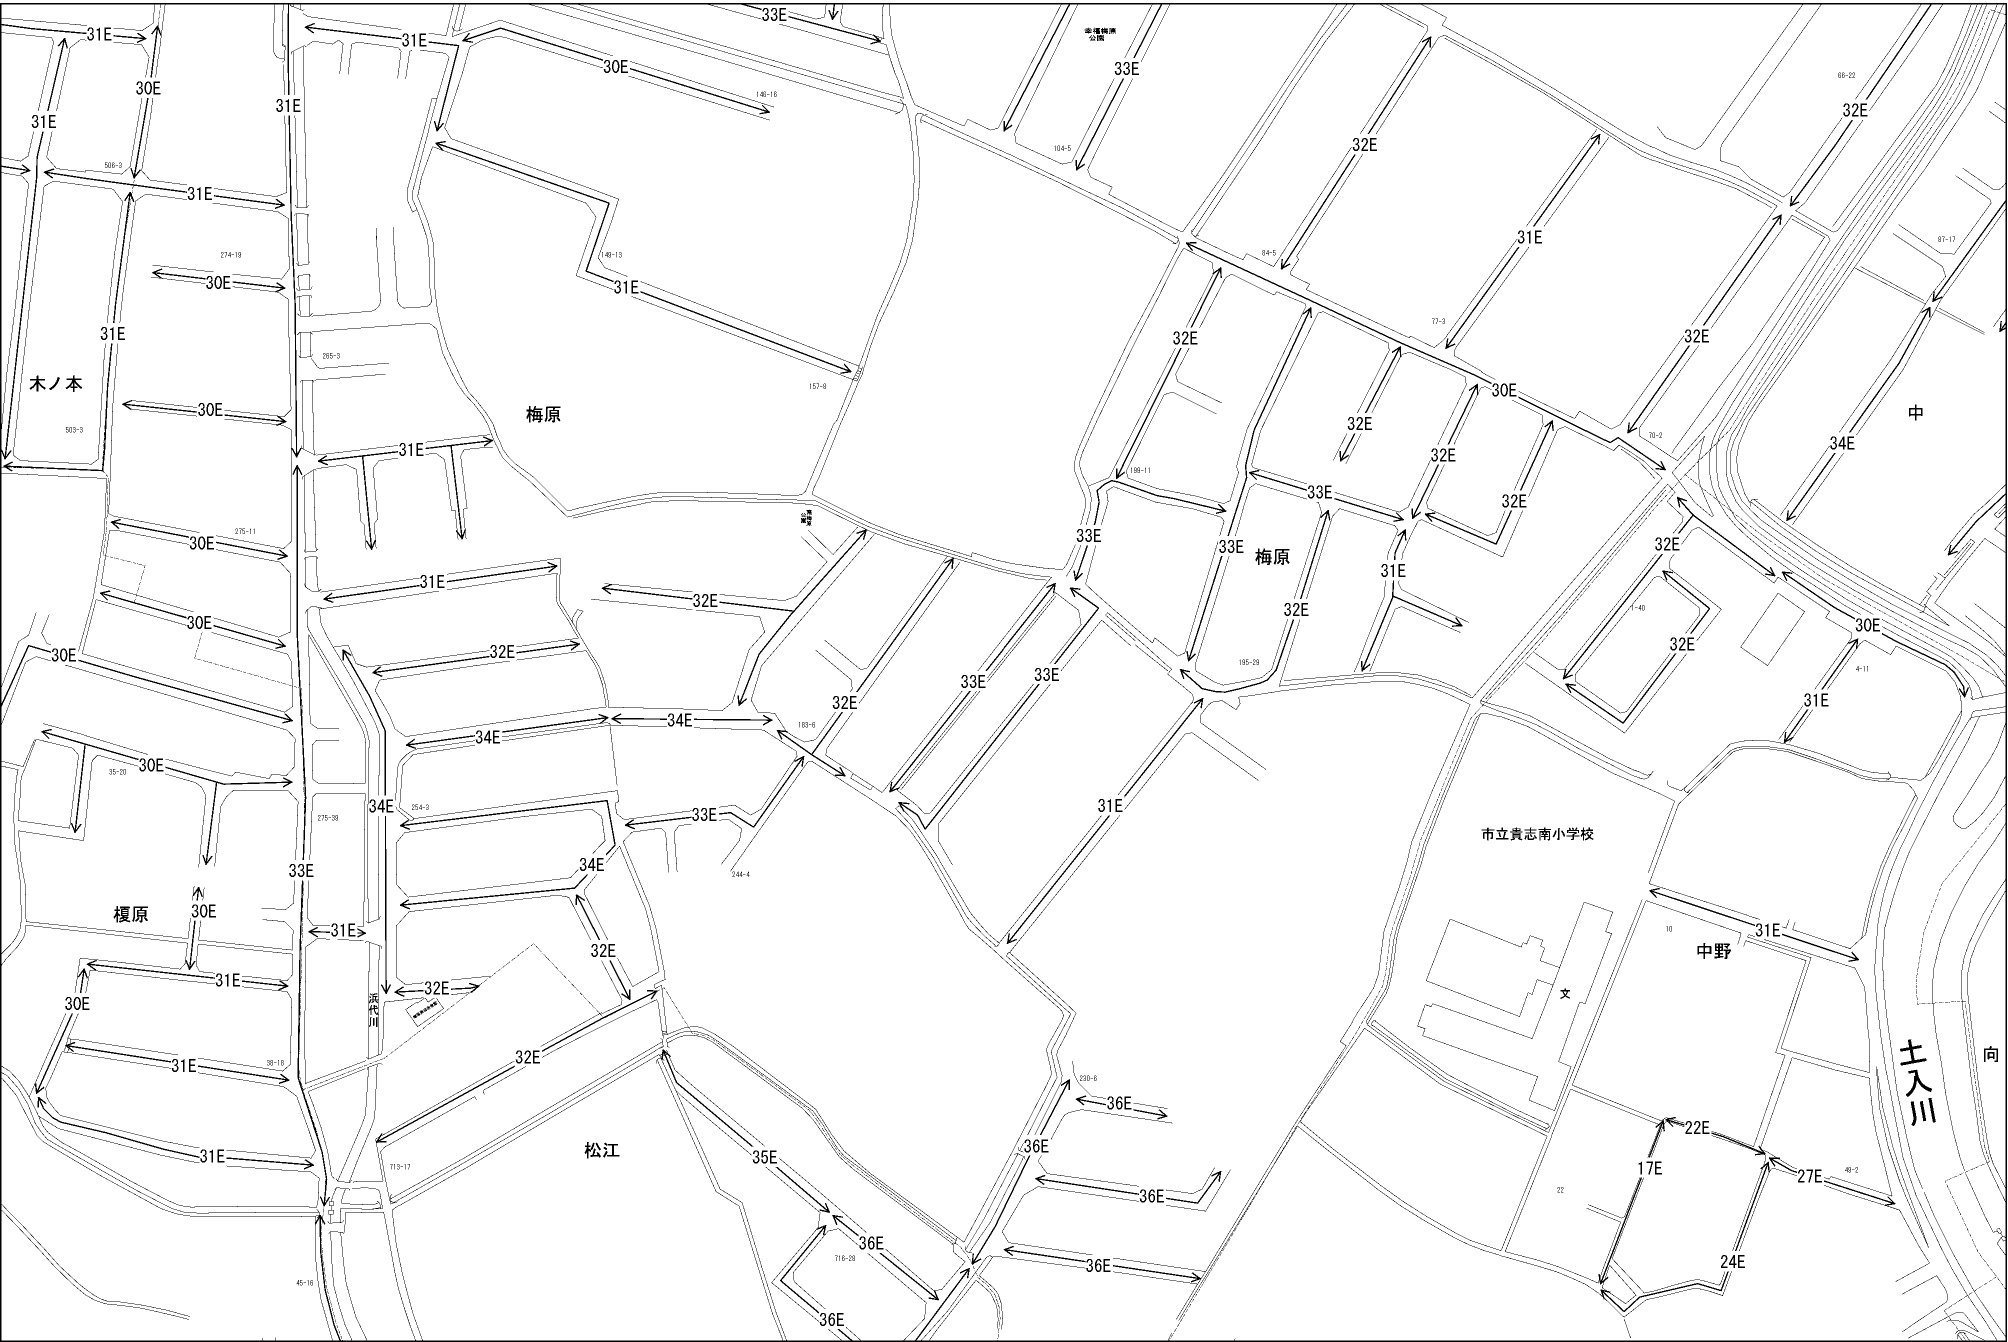 31E
33E
31E
30E
幸福梅原
公園
33E
66-22
30E
146-16
31E
31E
32E
32E
104-5
506-3
31E
274-19
149-13
30E
31E
31E
84-5
97-17
77-3
31E
32E
32E
265-3
157-8
木ノ本
30E
梅原
30E
中
503-3
31E
32E
32E
70-2
34E
199-11
33E
32E
275-11
30E
33E
33E
梅原
32E
31E
31E
32E
32E
1-40
30E
30E
30E
32E
195-29
32E
4-11
33E
33E
32E
31E
34E
34E
183-6
30E
35-20
34E
254-3
275-39
33E
31E
市立貴志南小学校
33E
34E
244-4
榎原
30E
31E
32E
10
31E
中野
31E
32E
文
30E
浜代川
土入川
向
31E
38-18
32E
230-6
36E
31E
松江
35E
36E
22E
713-17
17E
49-2
27E
36E
22
45-16
36E
716-28
36E
24E
36E